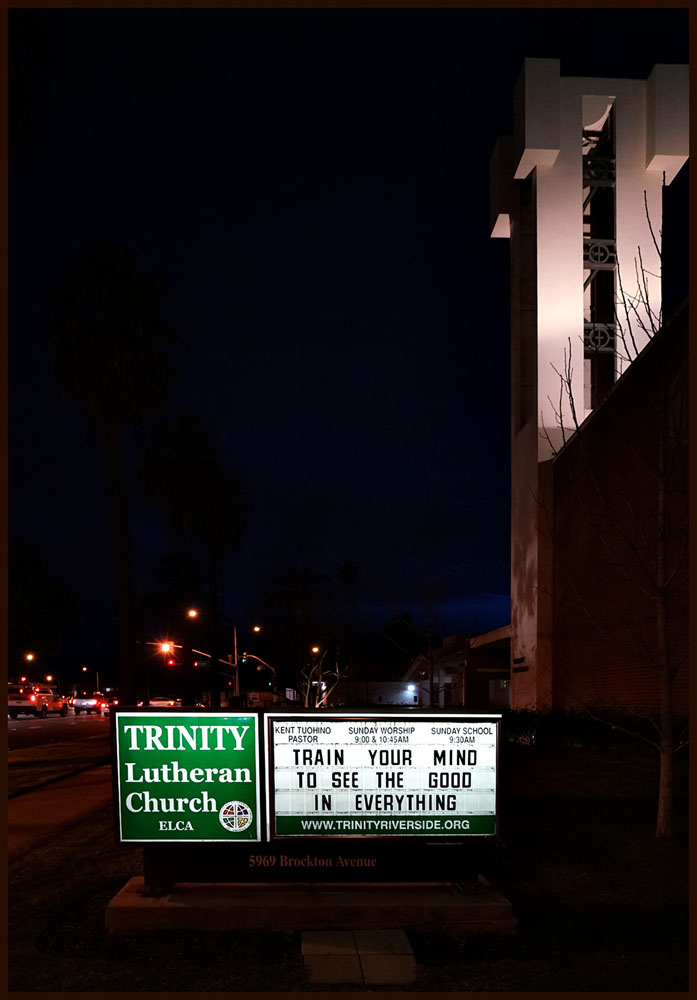 TRINITY
Lutheran
Church
ELCA
KENT TUOHINO
PASTOR
SUNDAY WORSHIP
9:00 & 10:45AM
SUNDAY SCHOOL
9:30AM
TRAIN YOUR MIND
TO SEE THE GOOD
IN EVERYTHING
WWW.TRINITYRIVERSIDE.ORG
5969 Brockton Avenue